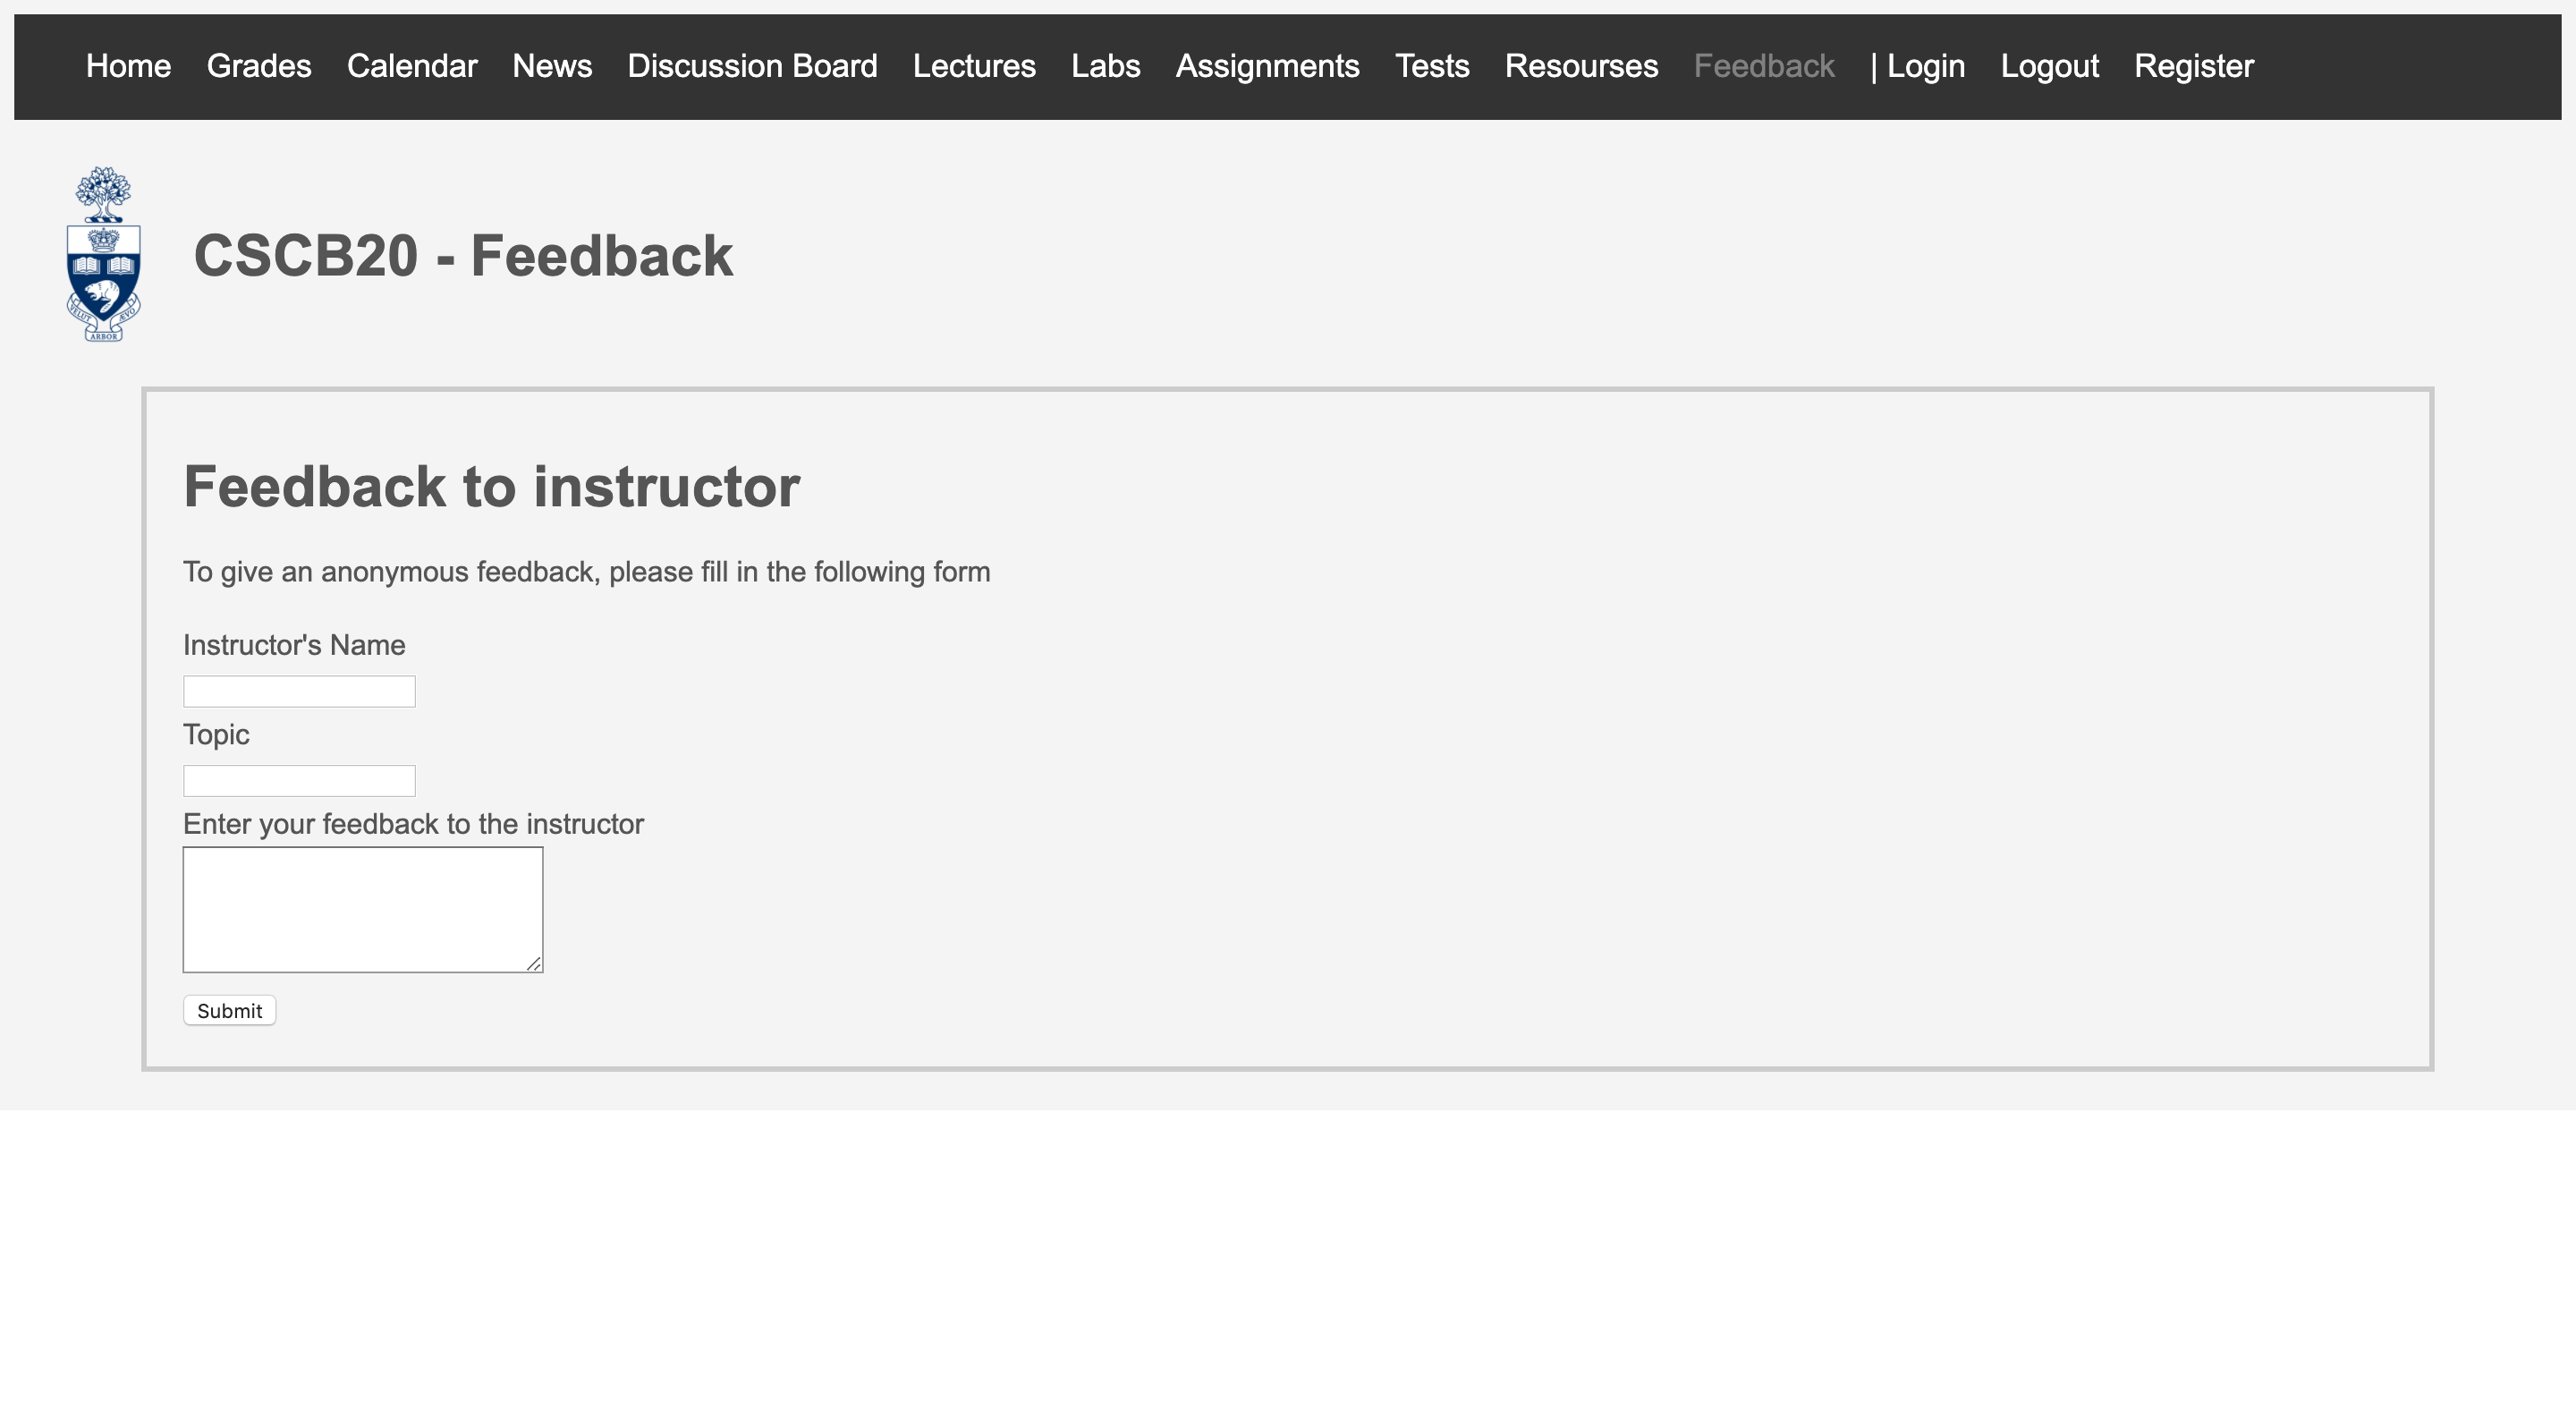 Home Grades Calendar News Discussion Board Lectures Labs Assignments Tests Resourses Feedback | Login Logout Register
VELUT ARBOR ÆVO
CSCB20 - Feedback
Feedback to instructor
To give an anonymous feedback, please fill in the following form
Instructor's Name
Topic
Enter your feedback to the instructor
Submit